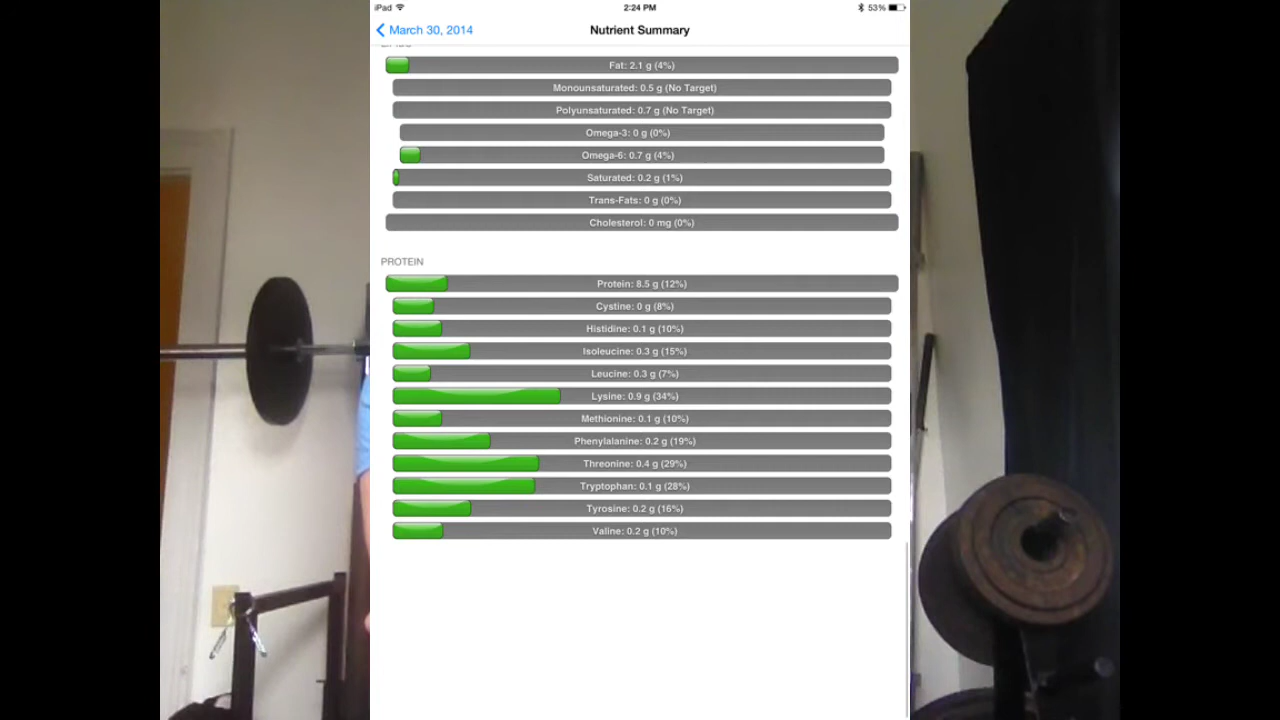 iPad 2:24 PM 53%
March 30, 2014 Nutrient Summary
Fat: 2.1 g (4%)
Monounsaturated: 0.5 g (No Target)
Polyunsaturated: 0.7 g (No Target)
Omega-3: 0 g (0%)
Omega-6: 0.7 g (4%)
Saturated: 0.2 g (1%)
Trans-Fats: 0 g (0%)
Cholesterol: 0 mg (0%)
PROTEIN
Protein: 8.5 g (12%)
Cystine: 0 g (8%)
Histidine: 0.1 g (10%)
Isoleucine: 0.3 g (15%)
Leucine: 0.3 g (7%)
Lysine: 0.9 g (34%)
Methionine: 0.1 g (10%)
Phenylalanine: 0.2 g (19%)
Threonine: 0.4 g (29%)
Tryptophan: 0.1 g (28%)
Tyrosine: 0.2 g (16%)
Valine: 0.2 g (10%)